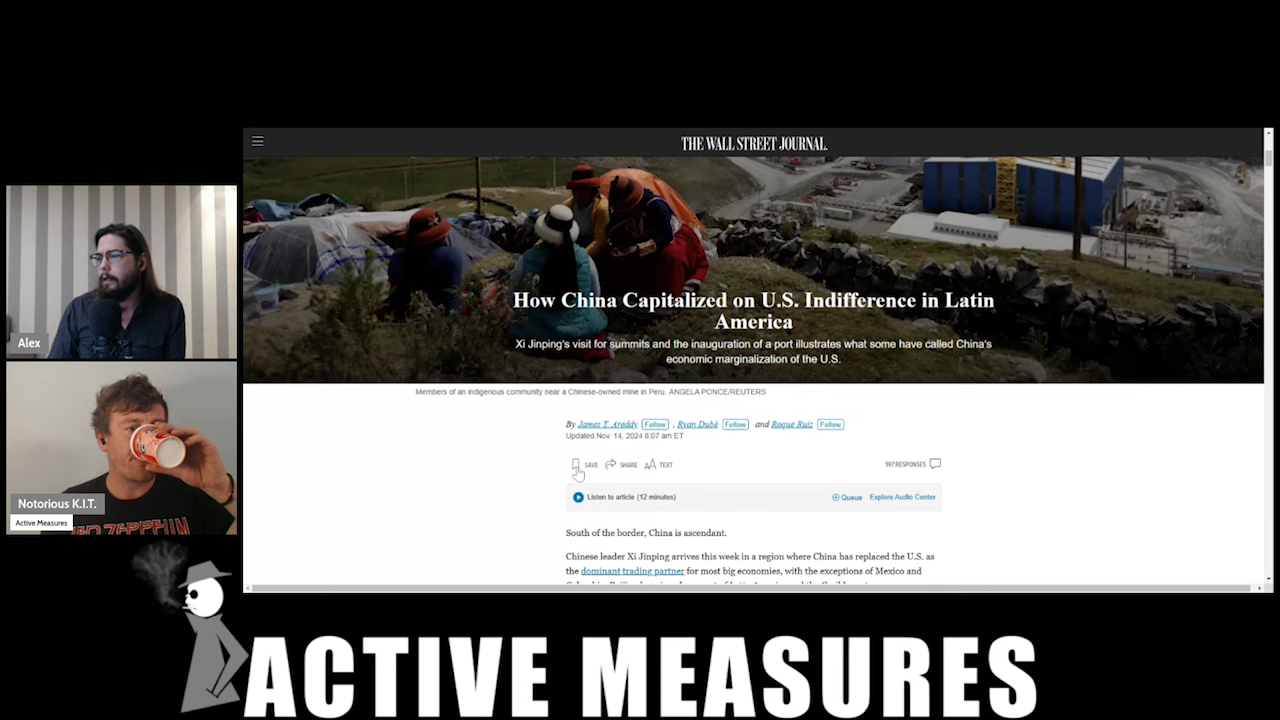 THE WALL STREET JOURNAL.
How China Capitalized on U.S. Indifference in Latin
America
Xi Jinping's visit for summits and the inauguration of a port illustrates what some have called China's
economic marginalization of the U.S.
Members of an indigenous community near a Chinese-owned mine in Peru. ANGELA PONCE/REUTERS
By James T. Areddy Follow , Ryan Dubé Follow and Roque Ruiz Follow
Updated Nov. 14, 2024 8:07 am ET
SAVE SHARE TEXT 597 RESPONSES
Listen to article (12 minutes) Queue Explore Audio Center
South of the border, China is ascendant.
Chinese leader Xi Jinping arrives this week in a region where China has replaced the U.S. as
the dominant trading partner for most big economies, with the exceptions of Mexico and
Alex
Notorious K.I.T.
Active Measures
ED ZEPPELIN
ACTIVE MEASURES